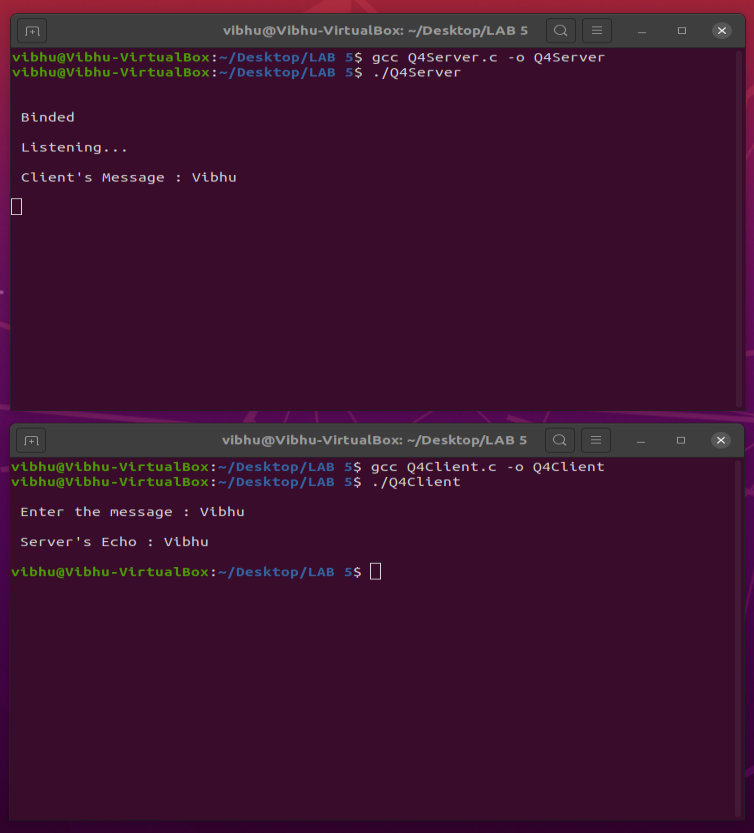 vibhu@Vibhu-VirtualBox: ~/Desktop/LAB 5
vibhu@Vibhu-VirtualBox:~/Desktop/LAB 5$ gcc Q4Server.c -o Q4Server
vibhu@Vibhu-VirtualBox:~/Desktop/LAB 5$ ./Q4Server
Binded
Listening...
Client's Message : Vibhu
vibhu@Vibhu-VirtualBox: ~/Desktop/LAB 5
vibhu@Vibhu-VirtualBox:~/Desktop/LAB 5$ gcc Q4Client.c -o Q4Client
vibhu@Vibhu-VirtualBox:~/Desktop/LAB 5$ ./Q4Client
Enter the message : Vibhu
Server's Echo : Vibhu
vibhu@Vibhu-VirtualBox:~/Desktop/LAB 5$